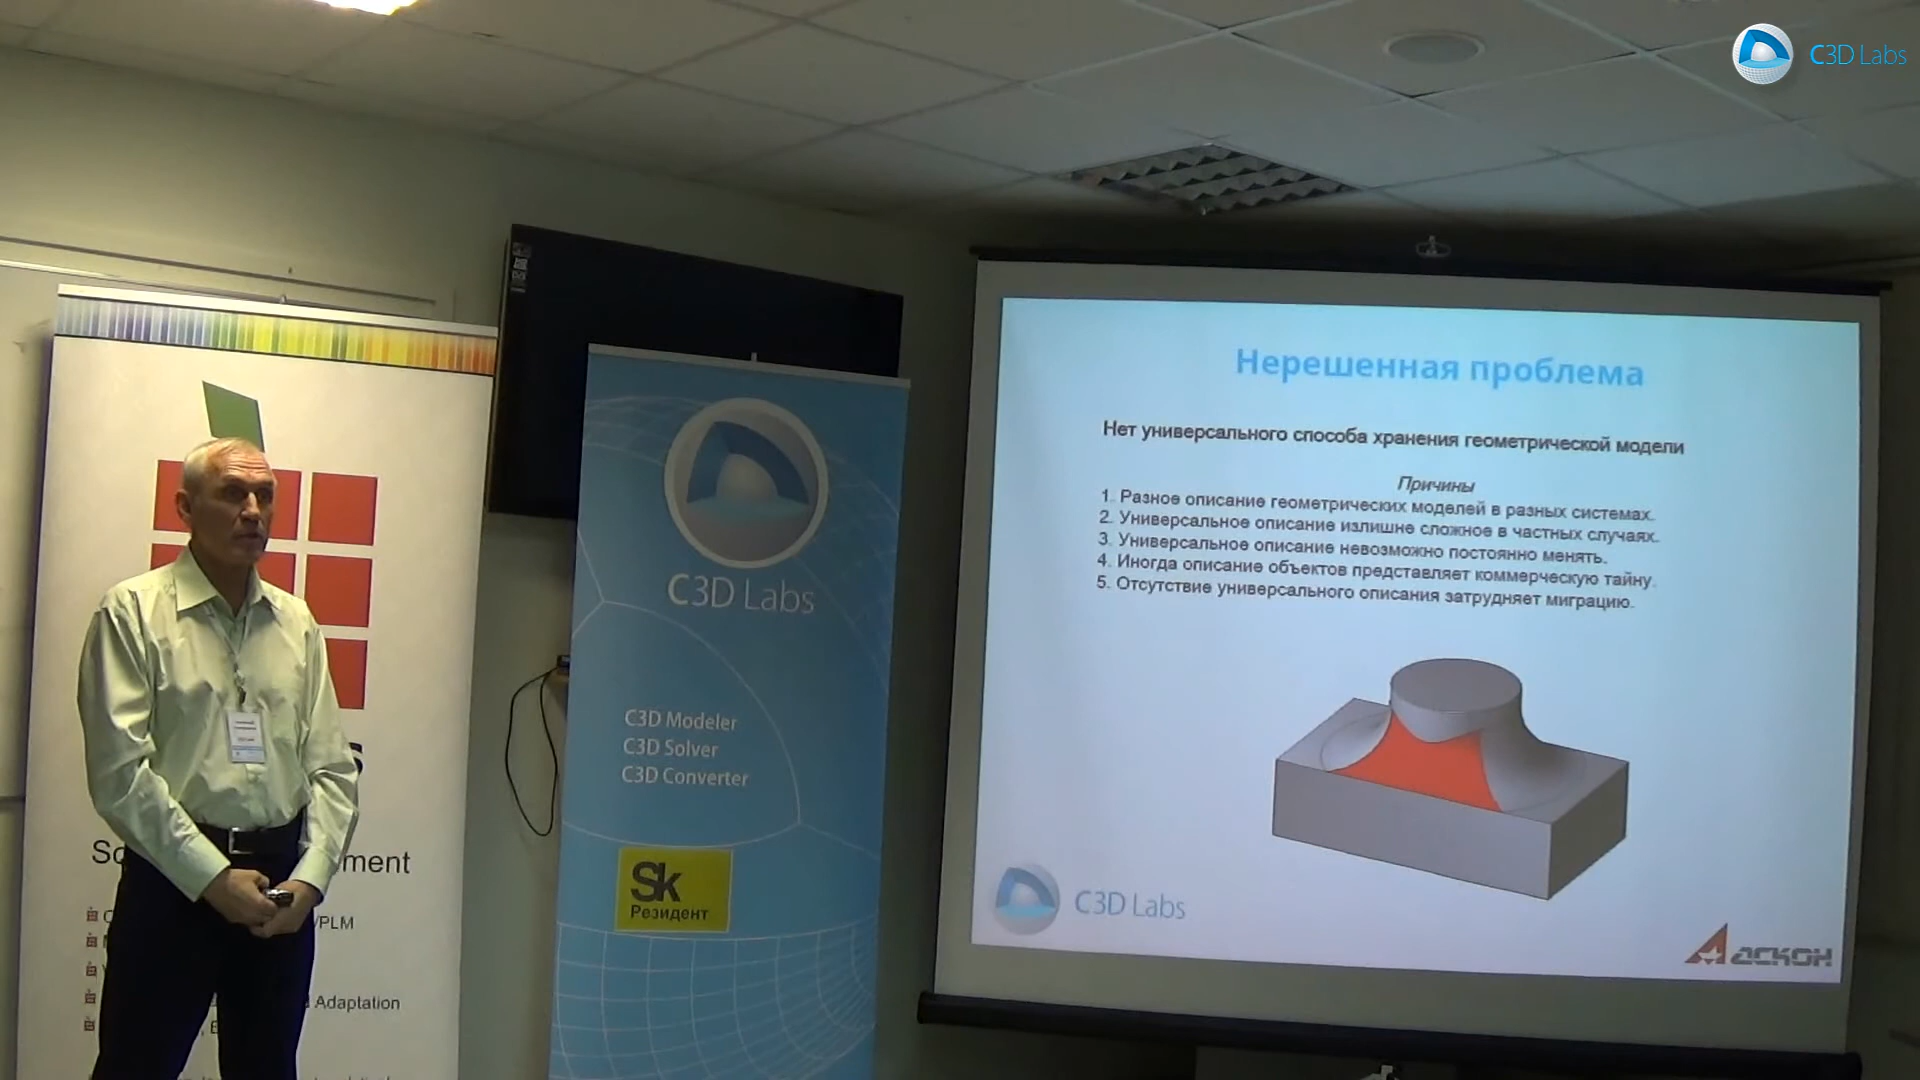 C3D Labs
Нерешенная проблема
Нет универсального способа хранения геометрической модели
Причины
1. Разное описание геометрических моделей в разных системах.
2. Универсальное описание излишне сложное в частных случаях.
3. Универсальное описание невозможно постоянно менять.
4. Иногда описание объектов представляет коммерческую тайну.
5. Отсутствие универсального описания затрудняет миграцию.
C3D Labs
АСКОН
C3D Labs
C3D Modeler
C3D Solver
C3D Converter
Sk
Резидент
ment
/PLM
Adaptation